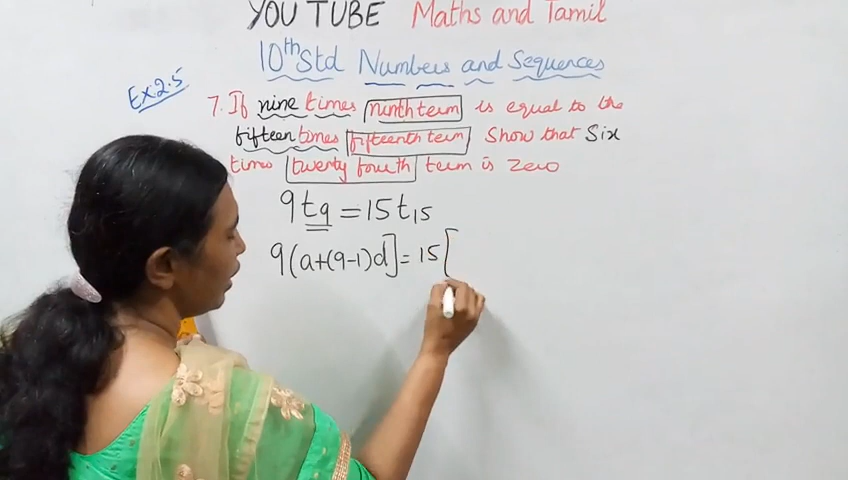 YOU TUBE Maths and Tamil
10th Std Numbers and Sequences
Ex:2.5
7. If nine times ninth term is equal to the
fifteen times fifteenth term Show that Six
times twenty fourth term is zero
9 t9 = 15 t15
9(a+(9-1)d] = 15[